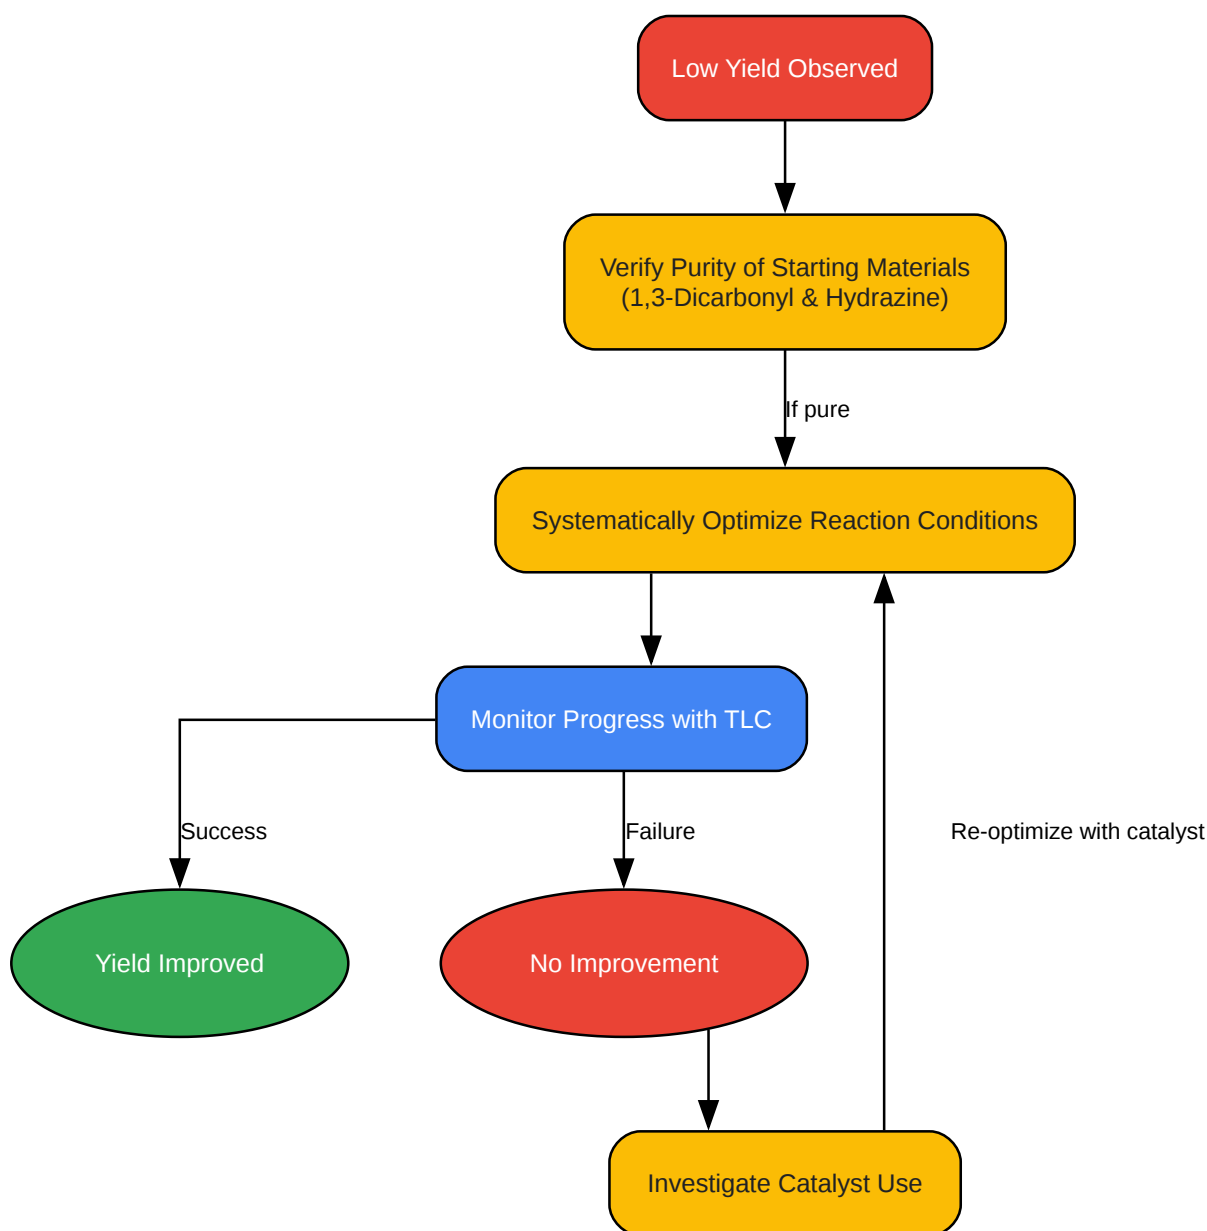 Low Yield Observed
Verify Purity of Starting Materials
(1,3-Dicarbonyl & Hydrazine)
If pure
Systematically Optimize Reaction Conditions
Monitor Progress with TLC
Success
Failure
Re-optimize with catalyst
Yield Improved
No Improvement
Investigate Catalyst Use